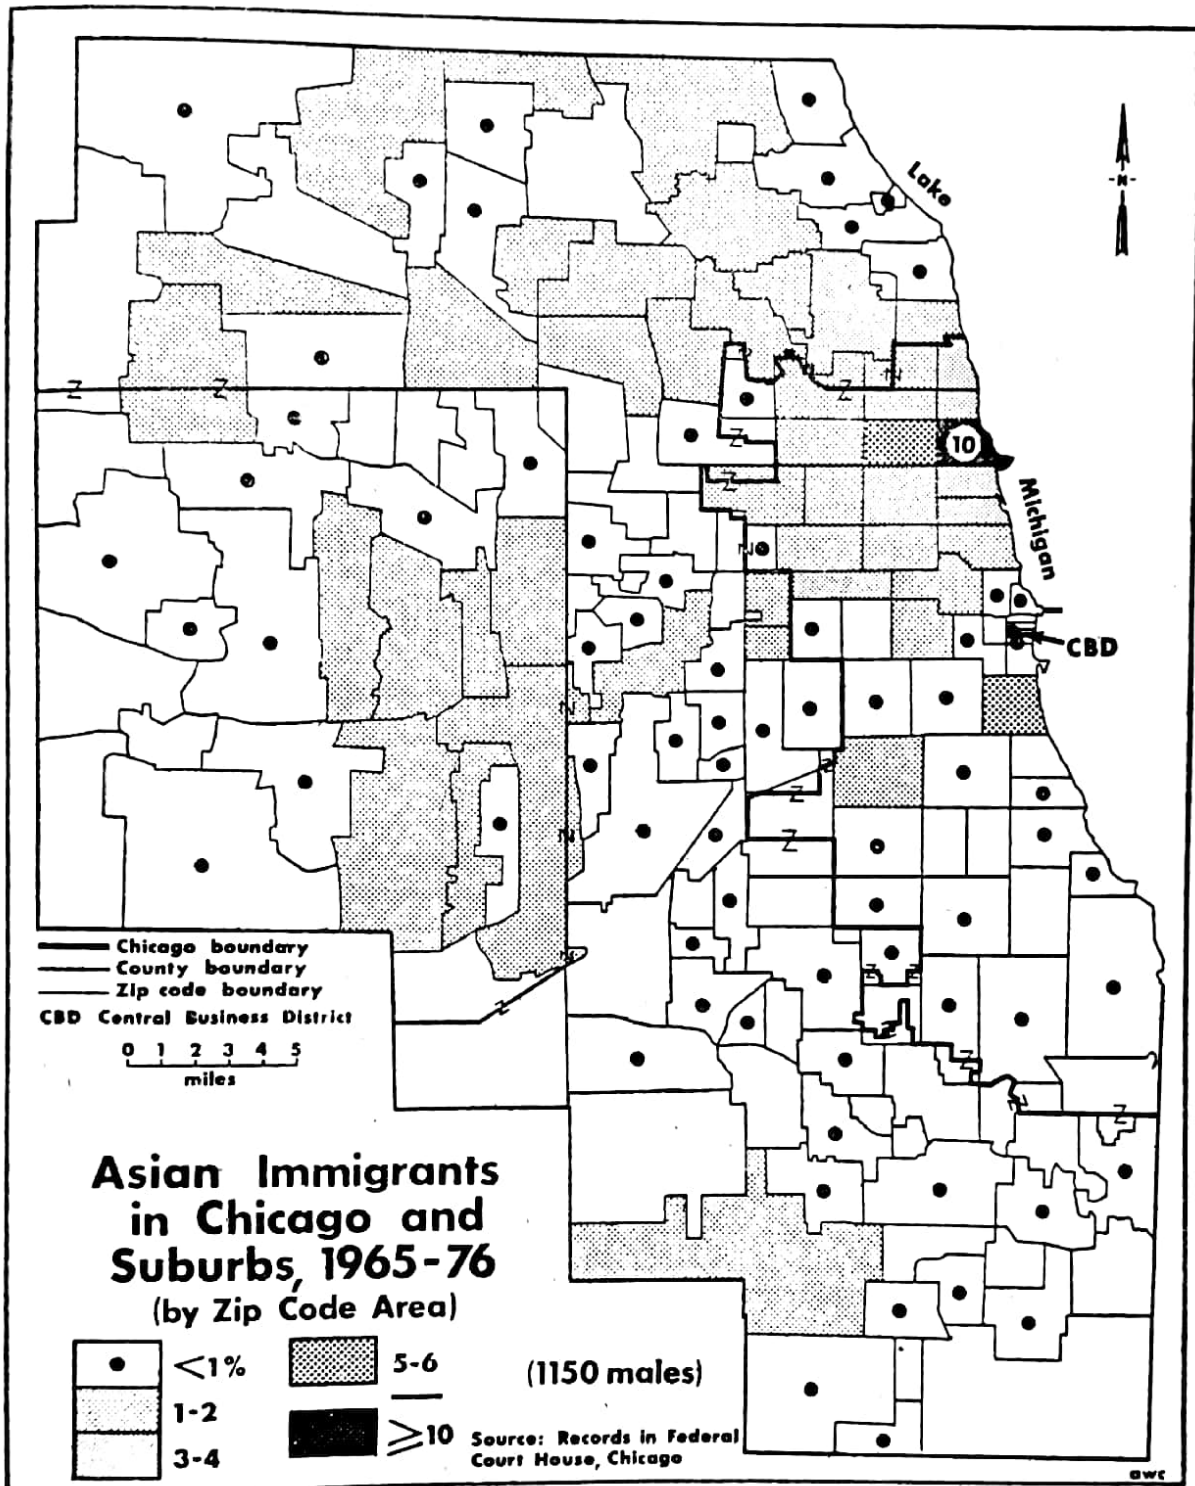 Lake
-N-
10
Michigan
CBD
Chicago boundary
County boundary
Zip code boundary
CBD Central Business District
0 1 2 3 4 5
miles
Asian Immigrants
in Chicago and
Suburbs, 1965-76
(by Zip Code Area)
<1%
1-2
3-4
5-6
≥10
(1150 males)
Source: Records in Federal
Court House, Chicago
awc